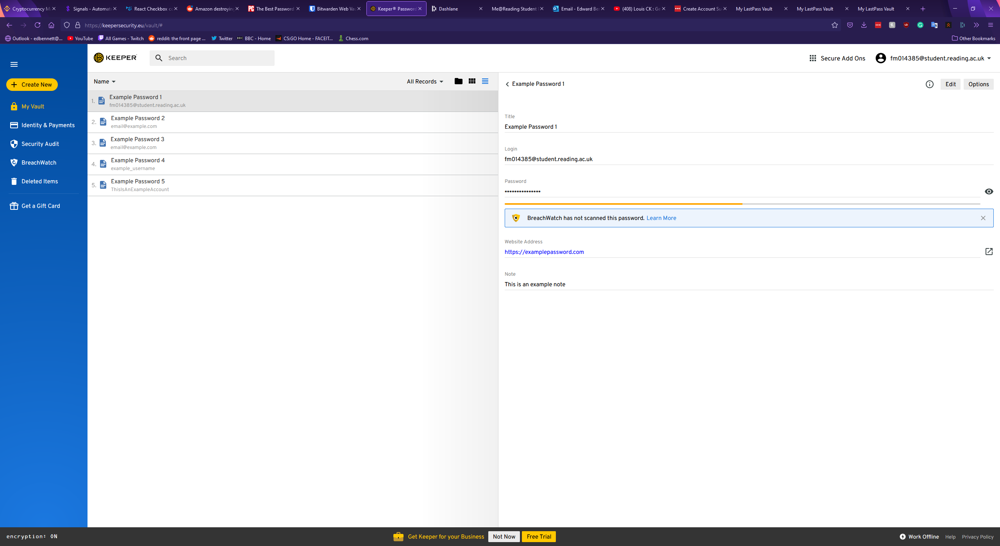 Cryptocurrency Ma
Signals - Automate
React Checkbox co
Amazon destroying
The Best Password
Bitwarden Web Vau
Keeper® Password
Dashlane
Me@Reading Student
Email - Edward Ben
(408) Louis CK : Ge
Create Account Su
My LastPass Vault
My LastPass Vault
My LastPass Vault
https://keepersecurity.eu/vault/#
Outlook - edbennett@...
YouTube
All Games - Twitch
reddit: the front page ...
Twitter
BBC - Home
CS:GO Home - FACEIT...
Chess.com
Other Bookmarks
KEEPER
Search
Secure Add Ons
fm014385@student.reading.ac.uk
Create New
My Vault
Identity & Payments
Security Audit
BreachWatch
Deleted Items
Get a Gift Card
Name
All Records
1. Example Password 1
fm014385@student.reading.ac.uk
2. Example Password 2
email@example.com
3. Example Password 3
email@example.com
4. Example Password 4
example_username
5. Example Password 5
ThisIsAnExampleAccount
Example Password 1
Edit
Options
Title
Example Password 1
Login
fm014385@student.reading.ac.uk
Password
•••••••••••••••
BreachWatch has not scanned this password. Learn More
Website Address
https://examplepassword.com
Note
This is an example note
encryption: ON
Get Keeper for your Business
Not Now
Free Trial
Work Offline
Help
Privacy Policy